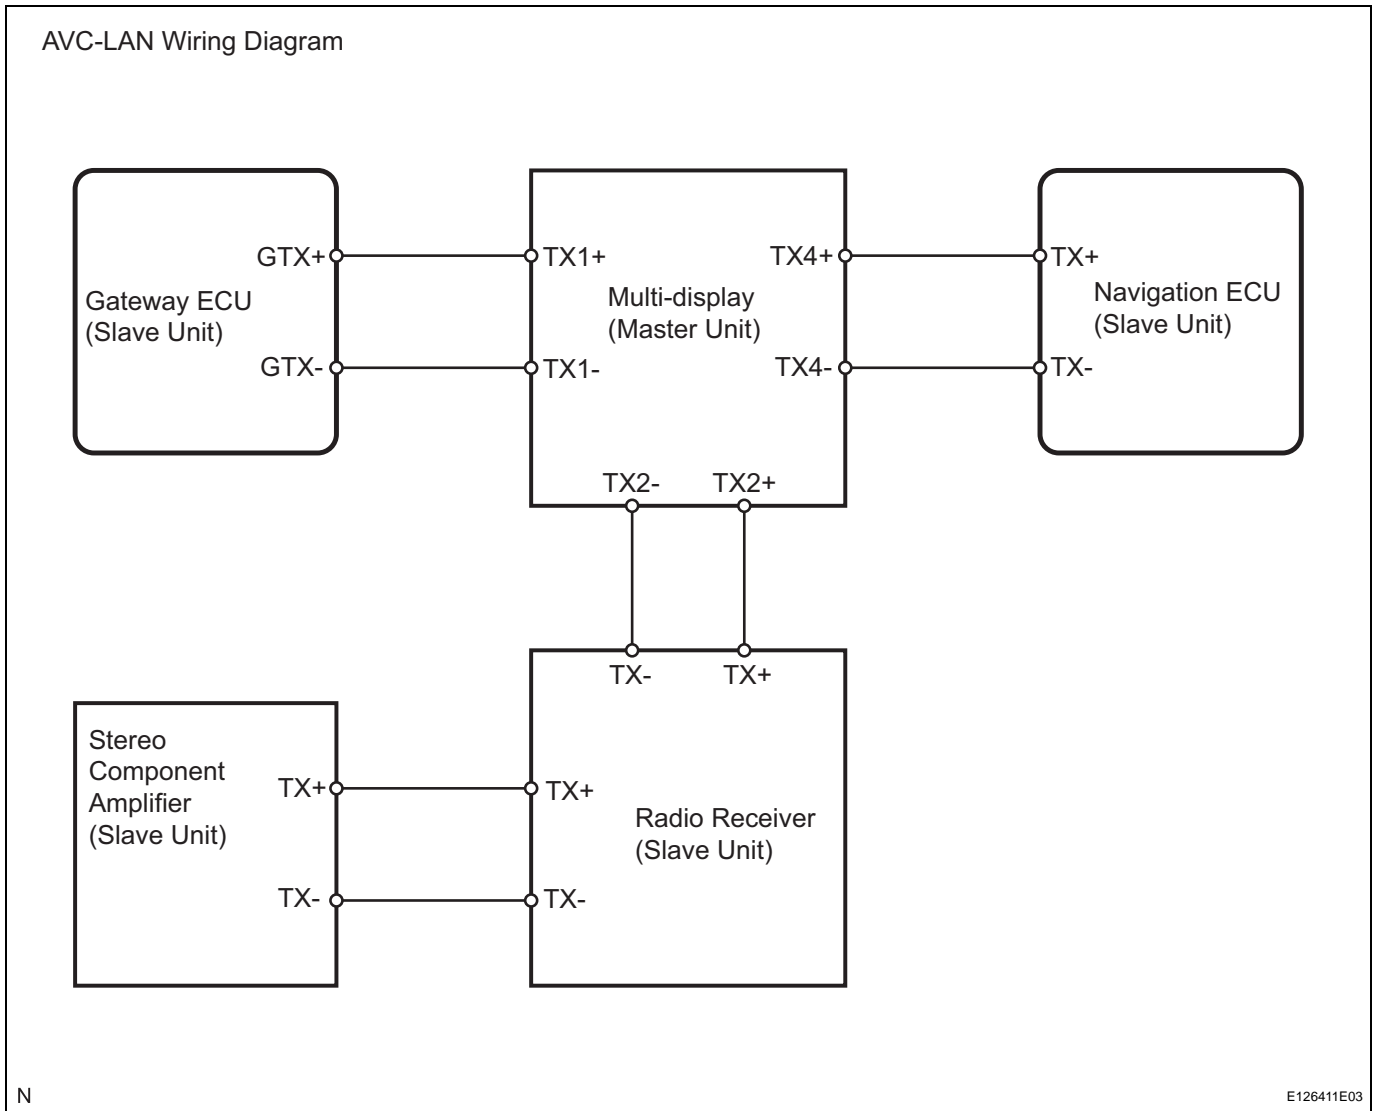 AVC-LAN Wiring Diagram
GTX+
TX1+
TX4+
TX+
Gateway ECU
(Slave Unit)
Multi-display
(Master Unit)
Navigation ECU
(Slave Unit)
GTX-
TX1-
TX4-
TX-
TX2-
TX2+
TX-
TX+
Stereo
Component
Amplifier
(Slave Unit)
TX+
TX+
Radio Receiver
(Slave Unit)
TX-
TX-
N
E126411E03